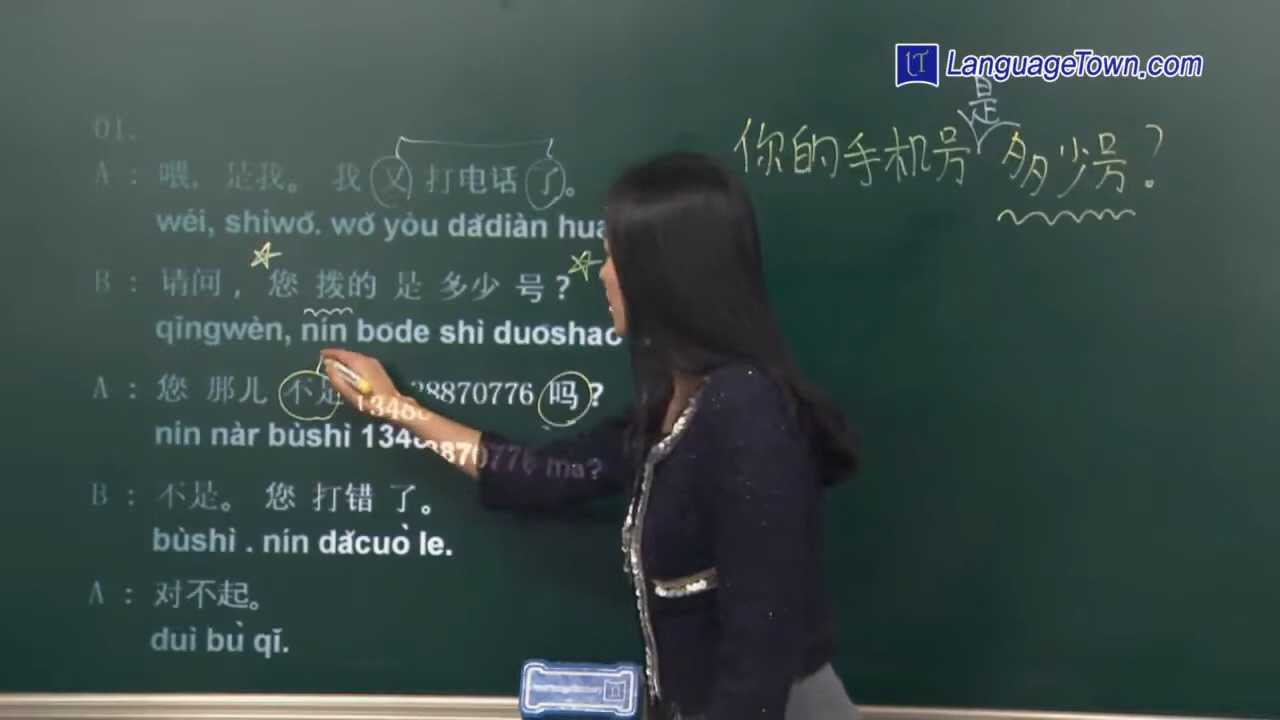 LanguageTown.com
是
你的手机号 多少号?
01、
A : 喂, 是我。 我 又 打电话 了。
wéi, shìwǒ. wǒ yòu dǎdiàn hua
B : 请问, 您 拨的 是 多少 号?
qīngwèn, nín bode shì duoshao
A : 您 那儿 不是 13488870776 吗?
nín nàr bùshì 13488870776 ma?
B : 不是。 您 打错 了。
bùshì . nín dǎcuò le.
A : 对不起。
duì bù qǐ.